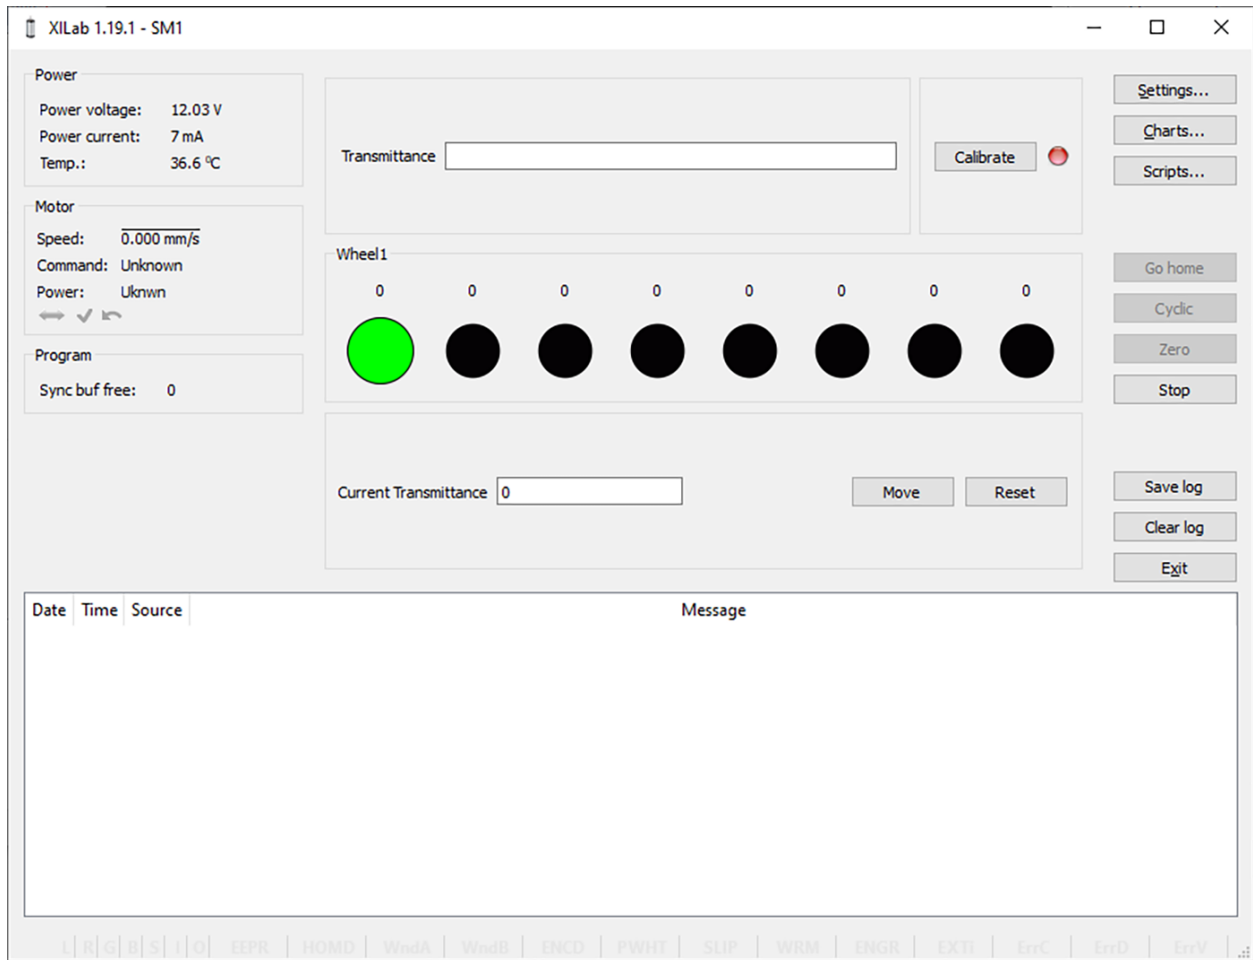 XILab 1.19.1 - SM1
Power
Power voltage: 12.03 V
Power current: 7 mA
Temp.: 36.6 ⁰C
Motor
Speed: 0.000 mm/s
Command: Unknown
Power: Uknwn
Program
Sync buf free: 0
Transmittance
Calibrate
Wheel1
0 0 0 0 0 0 0 0
Current Transmittance 0
Move Reset
Settings...
Charts...
Scripts...
Go home
Cyclic
Zero
Stop
Save log
Clear log
Exit
Date Time Source Message
L R G B S I O EEPR HOMD WndA WndB ENCD PWHT SLIP WRM ENGR EXTi ErrC ErrD ErrV